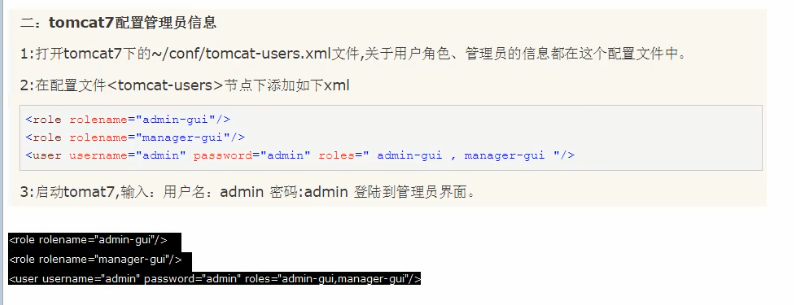 二：tomcat7配置管理员信息
1:打开tomcat7下的~/conf/tomcat-users.xml文件,关于用户角色、管理员的信息都在这个配置文件中。
2:在配置文件<tomcat-users>节点下添加如下xml
<role rolename="admin-gui"/>
<role rolename="manager-gui"/>
<user username="admin" password="admin" roles=" admin-gui , manager-gui "/>
3:启动tomat7,输入：用户名：admin 密码:admin 登陆到管理员界面。
<role rolename="admin-gui"/>
<role rolename="manager-gui"/>
<user username="admin" password="admin" roles="admin-gui,manager-gui"/>